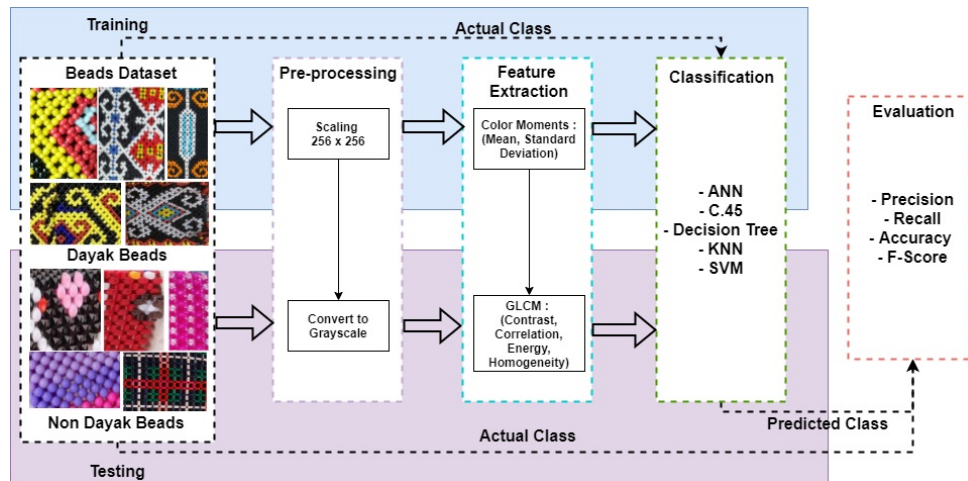 Training
Actual Class
Beads Dataset
Dayak Beads
Non Dayak Beads
Pre-processing
Scaling
256 x 256
Convert to
Grayscale
Feature
Extraction
Color Moments :
(Mean, Standard
Deviation)
GLCM :
(Contrast,
Correlation,
Energy,
Homogeneity)
Classification
- ANN
- C.45
- Decision Tree
- KNN
- SVM
Evaluation
- Precision
- Recall
- Accuracy
- F-Score
Predicted Class
Actual Class
Testing